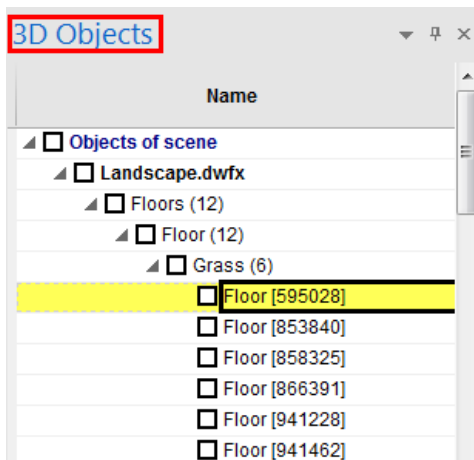 3D Objects
Name
Objects of scene
Landscape.dwfx
Floors (12)
Floor (12)
Grass (6)
Floor [595028]
Floor [853840]
Floor [858325]
Floor [866391]
Floor [941228]
Floor [941462]